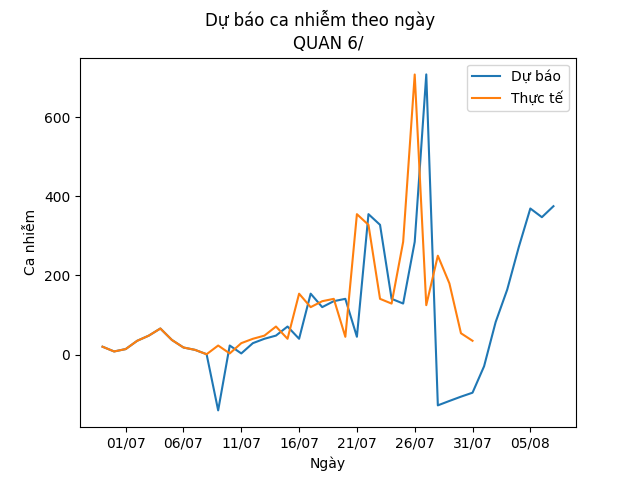 Dự báo ca nhiễm theo ngày
QUAN 6/
Dự báo
Thực tế
Ca nhiễm
600
400
200
0
01/07 06/07 11/07 16/07 21/07 26/07 31/07 05/08
Ngày